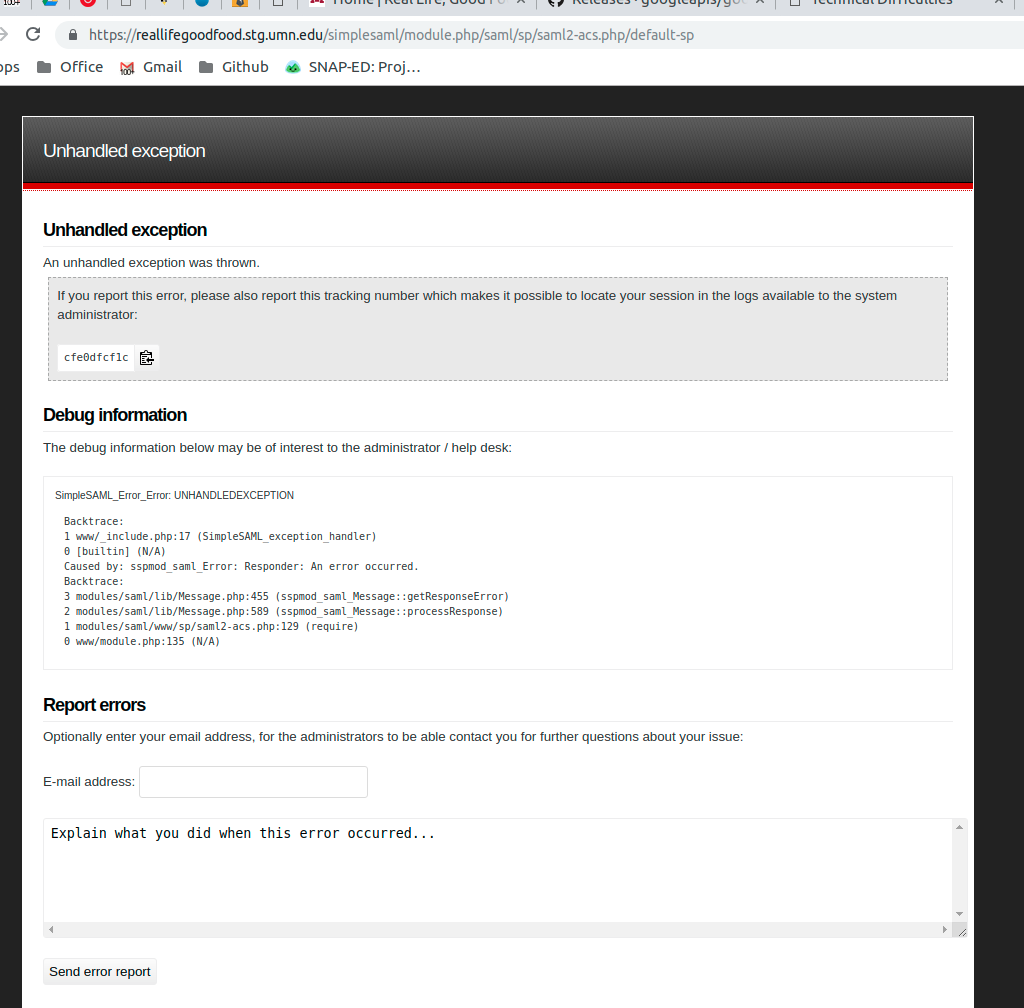 Home | Real Life, Good Fo
Releases · googleapis/goo
Technical Difficulties
https://reallifegoodfood.stg.umn.edu/simplesaml/module.php/saml/sp/saml2-acs.php/default-sp
ops Office Gmail Github SNAP-ED: Proj...
100+
Unhandled exception
Unhandled exception
An unhandled exception was thrown.
If you report this error, please also report this tracking number which makes it possible to locate your session in the logs available to the system
administrator:
cfe0dfcf1c
Debug information
The debug information below may be of interest to the administrator / help desk:
SimpleSAML_Error_Error: UNHANDLEDEXCEPTION
Backtrace:
1 www/_include.php:17 (SimpleSAML_exception_handler)
0 [builtin] (N/A)
Caused by: sspmod_saml_Error: Responder: An error occurred.
Backtrace:
3 modules/saml/lib/Message.php:455 (sspmod_saml_Message::getResponseError)
2 modules/saml/lib/Message.php:589 (sspmod_saml_Message::processResponse)
1 modules/saml/www/sp/saml2-acs.php:129 (require)
0 www/module.php:135 (N/A)
Report errors
Optionally enter your email address, for the administrators to be able contact you for further questions about your issue:
E-mail address:
Explain what you did when this error occurred...
Send error report